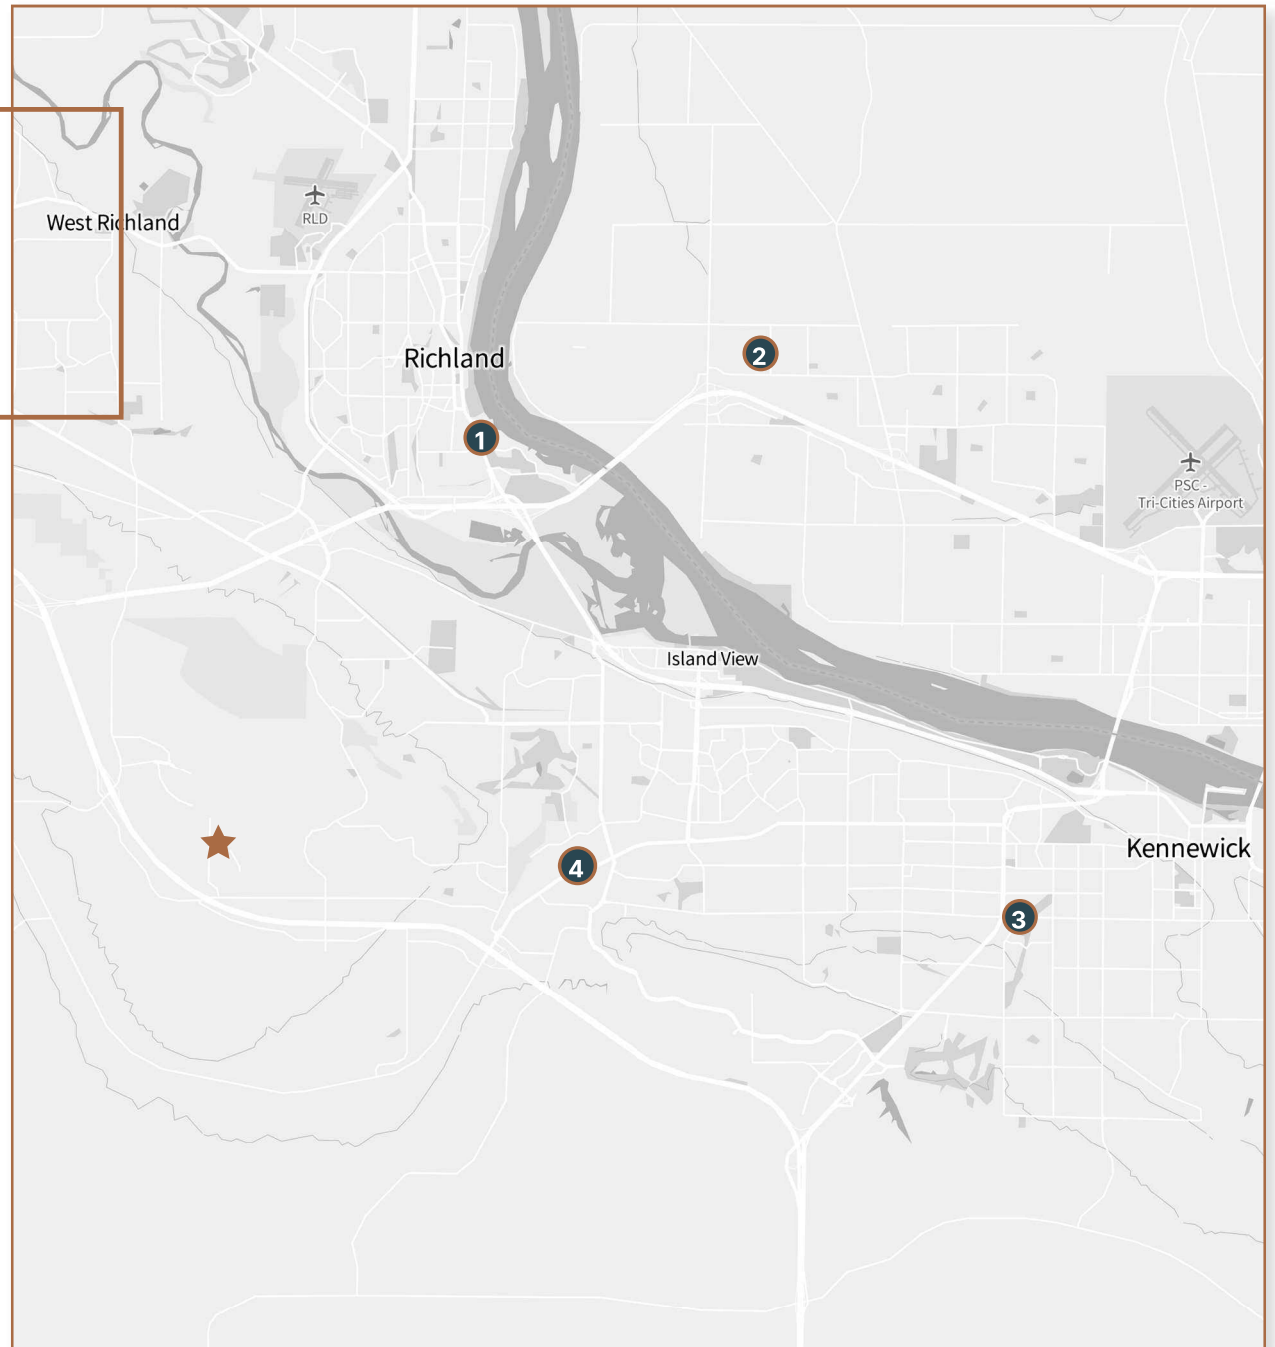 West Richland
RLD
Richland
2
1
PSC -
Tri-Cities Airport
Island View
Kennewick
4
3